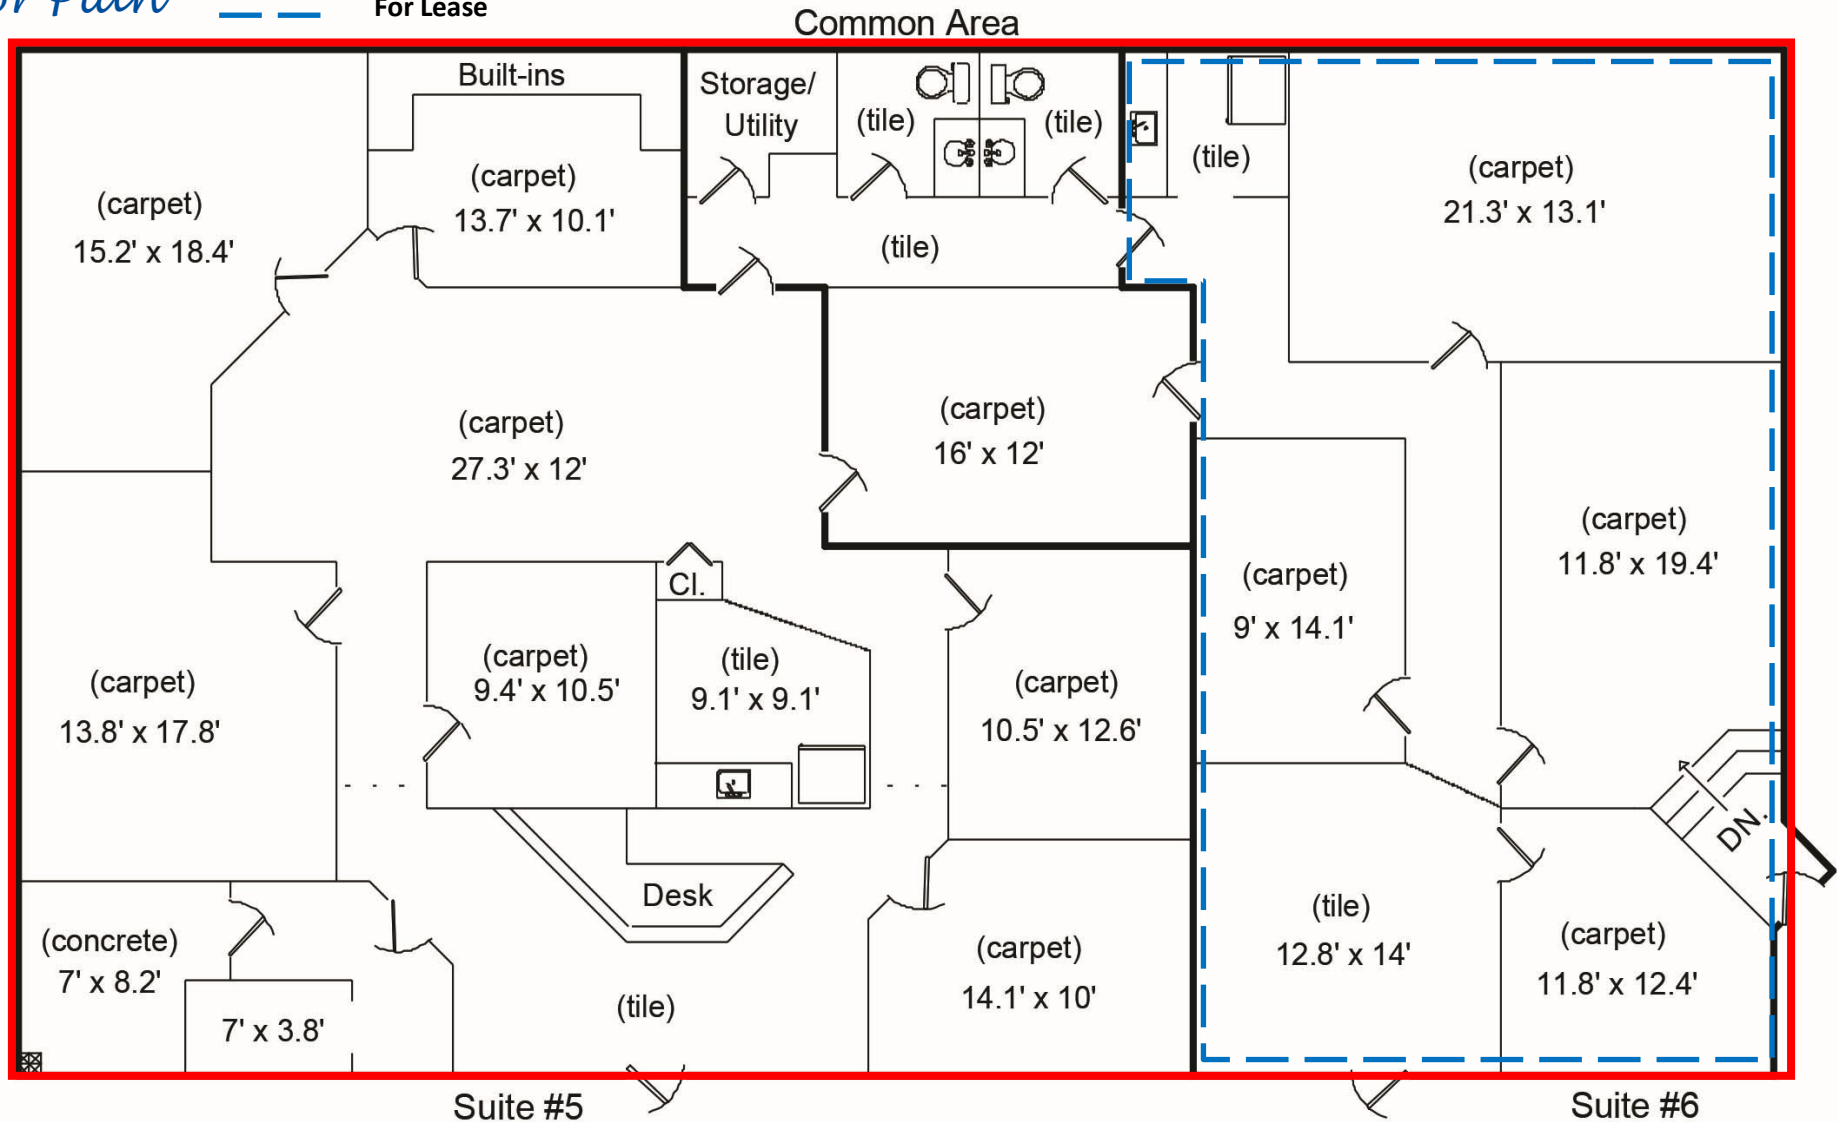 For Lease
Common Area
Built-ins
Storage/
Utility
(tile)
(tile)
(tile)
(carpet)
21.3' x 13.1'
(carpet)
13.7' x 10.1'
(carpet)
15.2' x 18.4'
(tile)
(carpet)
27.3' x 12'
(carpet)
16' x 12'
(carpet)
11.8' x 19.4'
Cl.
(carpet)
9' x 14.1'
(carpet)
9.4' x 10.5'
(tile)
9.1' x 9.1'
(carpet)
10.5' x 12.6'
(carpet)
13.8' x 17.8'
DN.
Desk
(concrete)
7' x 8.2'
7' x 3.8'
(tile)
(carpet)
14.1' x 10'
(tile)
12.8' x 14'
(carpet)
11.8' x 12.4'
Suite #5
Suite #6